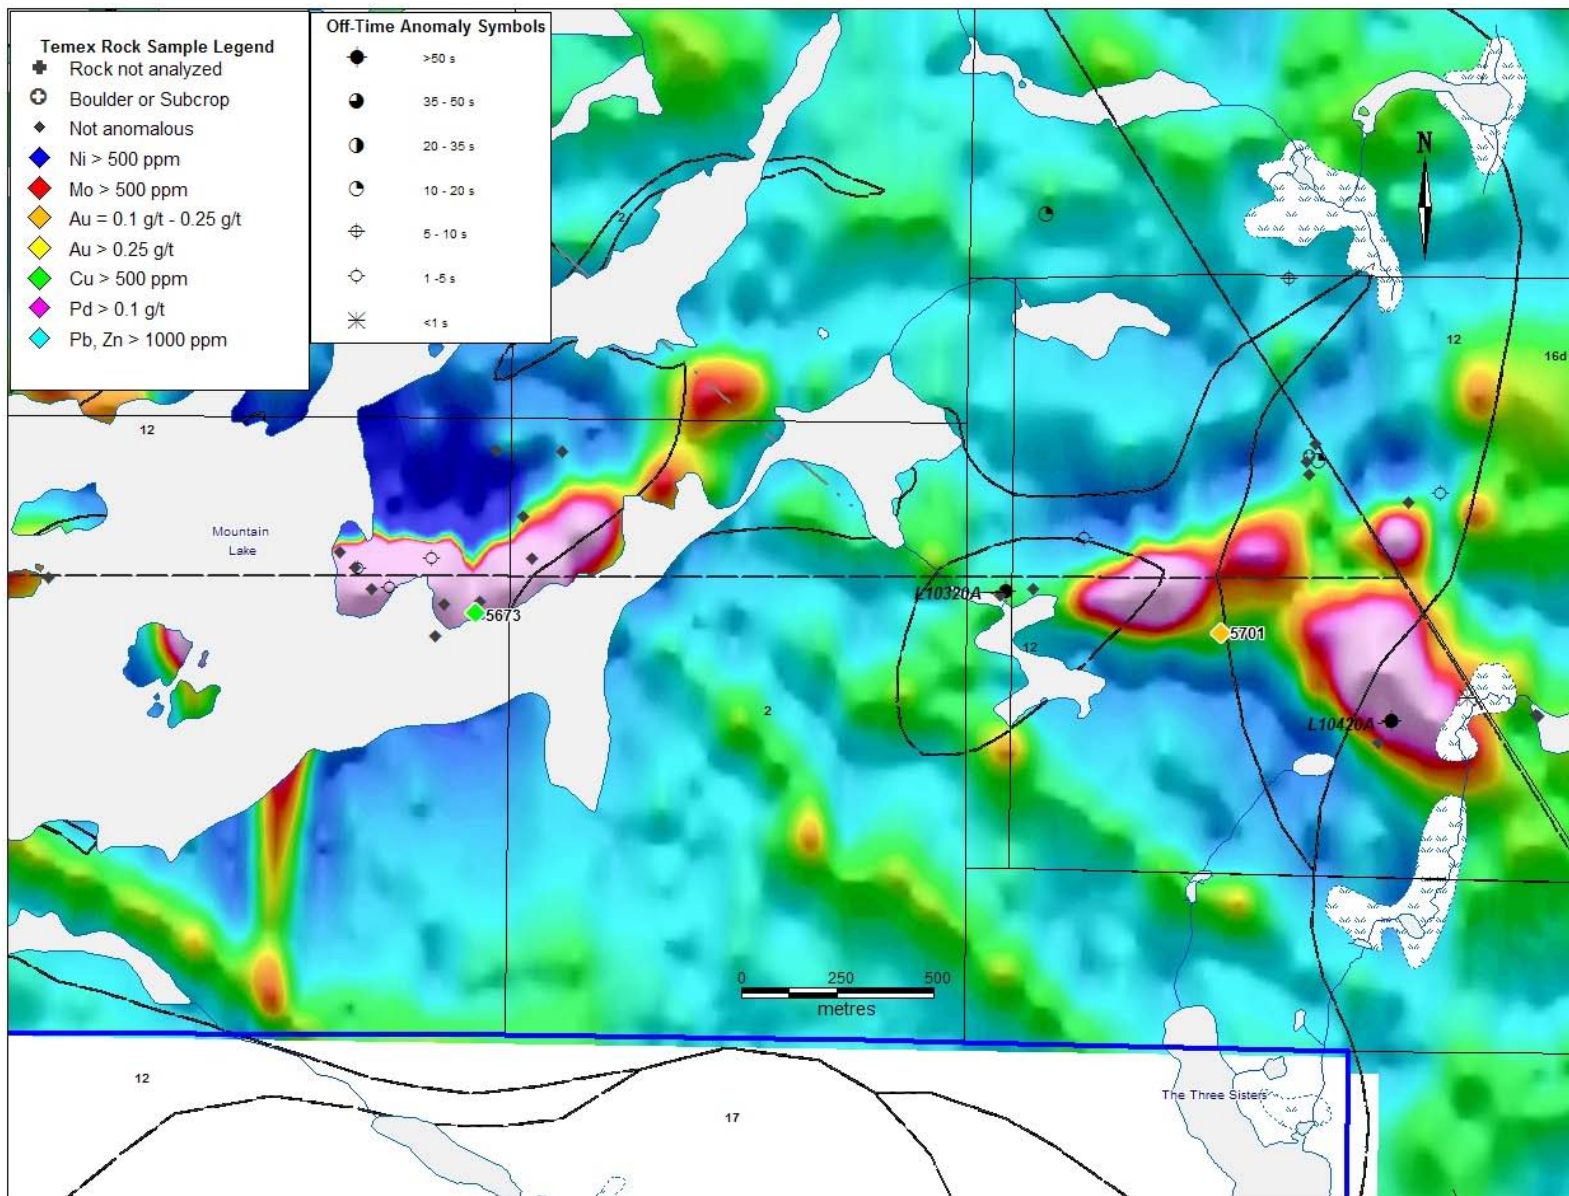 Temex Rock Sample Legend
Rock not analyzed
Boulder or Subcrop
Not anomalous
Ni > 500 ppm
Mo > 500 ppm
Au = 0.1 g/t - 0.25 g/t
Au > 0.25 g/t
Cu > 500 ppm
Pd > 0.1 g/t
Pb, Zn > 1000 ppm
Off-Time Anomaly Symbols
>50 s
35 - 50 s
20 - 35 s
10 - 20 s
5 - 10 s
1 -5 s
<1 s
N
2
12
16d
12
Mountain
Lake
L10320A
5673
5701
12
2
L10420A
0 250 500
metres
12
17
The Three Sisters